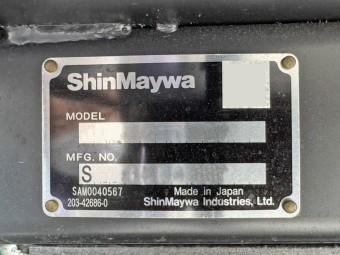 ShinMaywa
MODEL
MFG. NO.
S
SAM0040567
Made in Japan
203-42686-0
ShinMaywa Industries, Ltd.